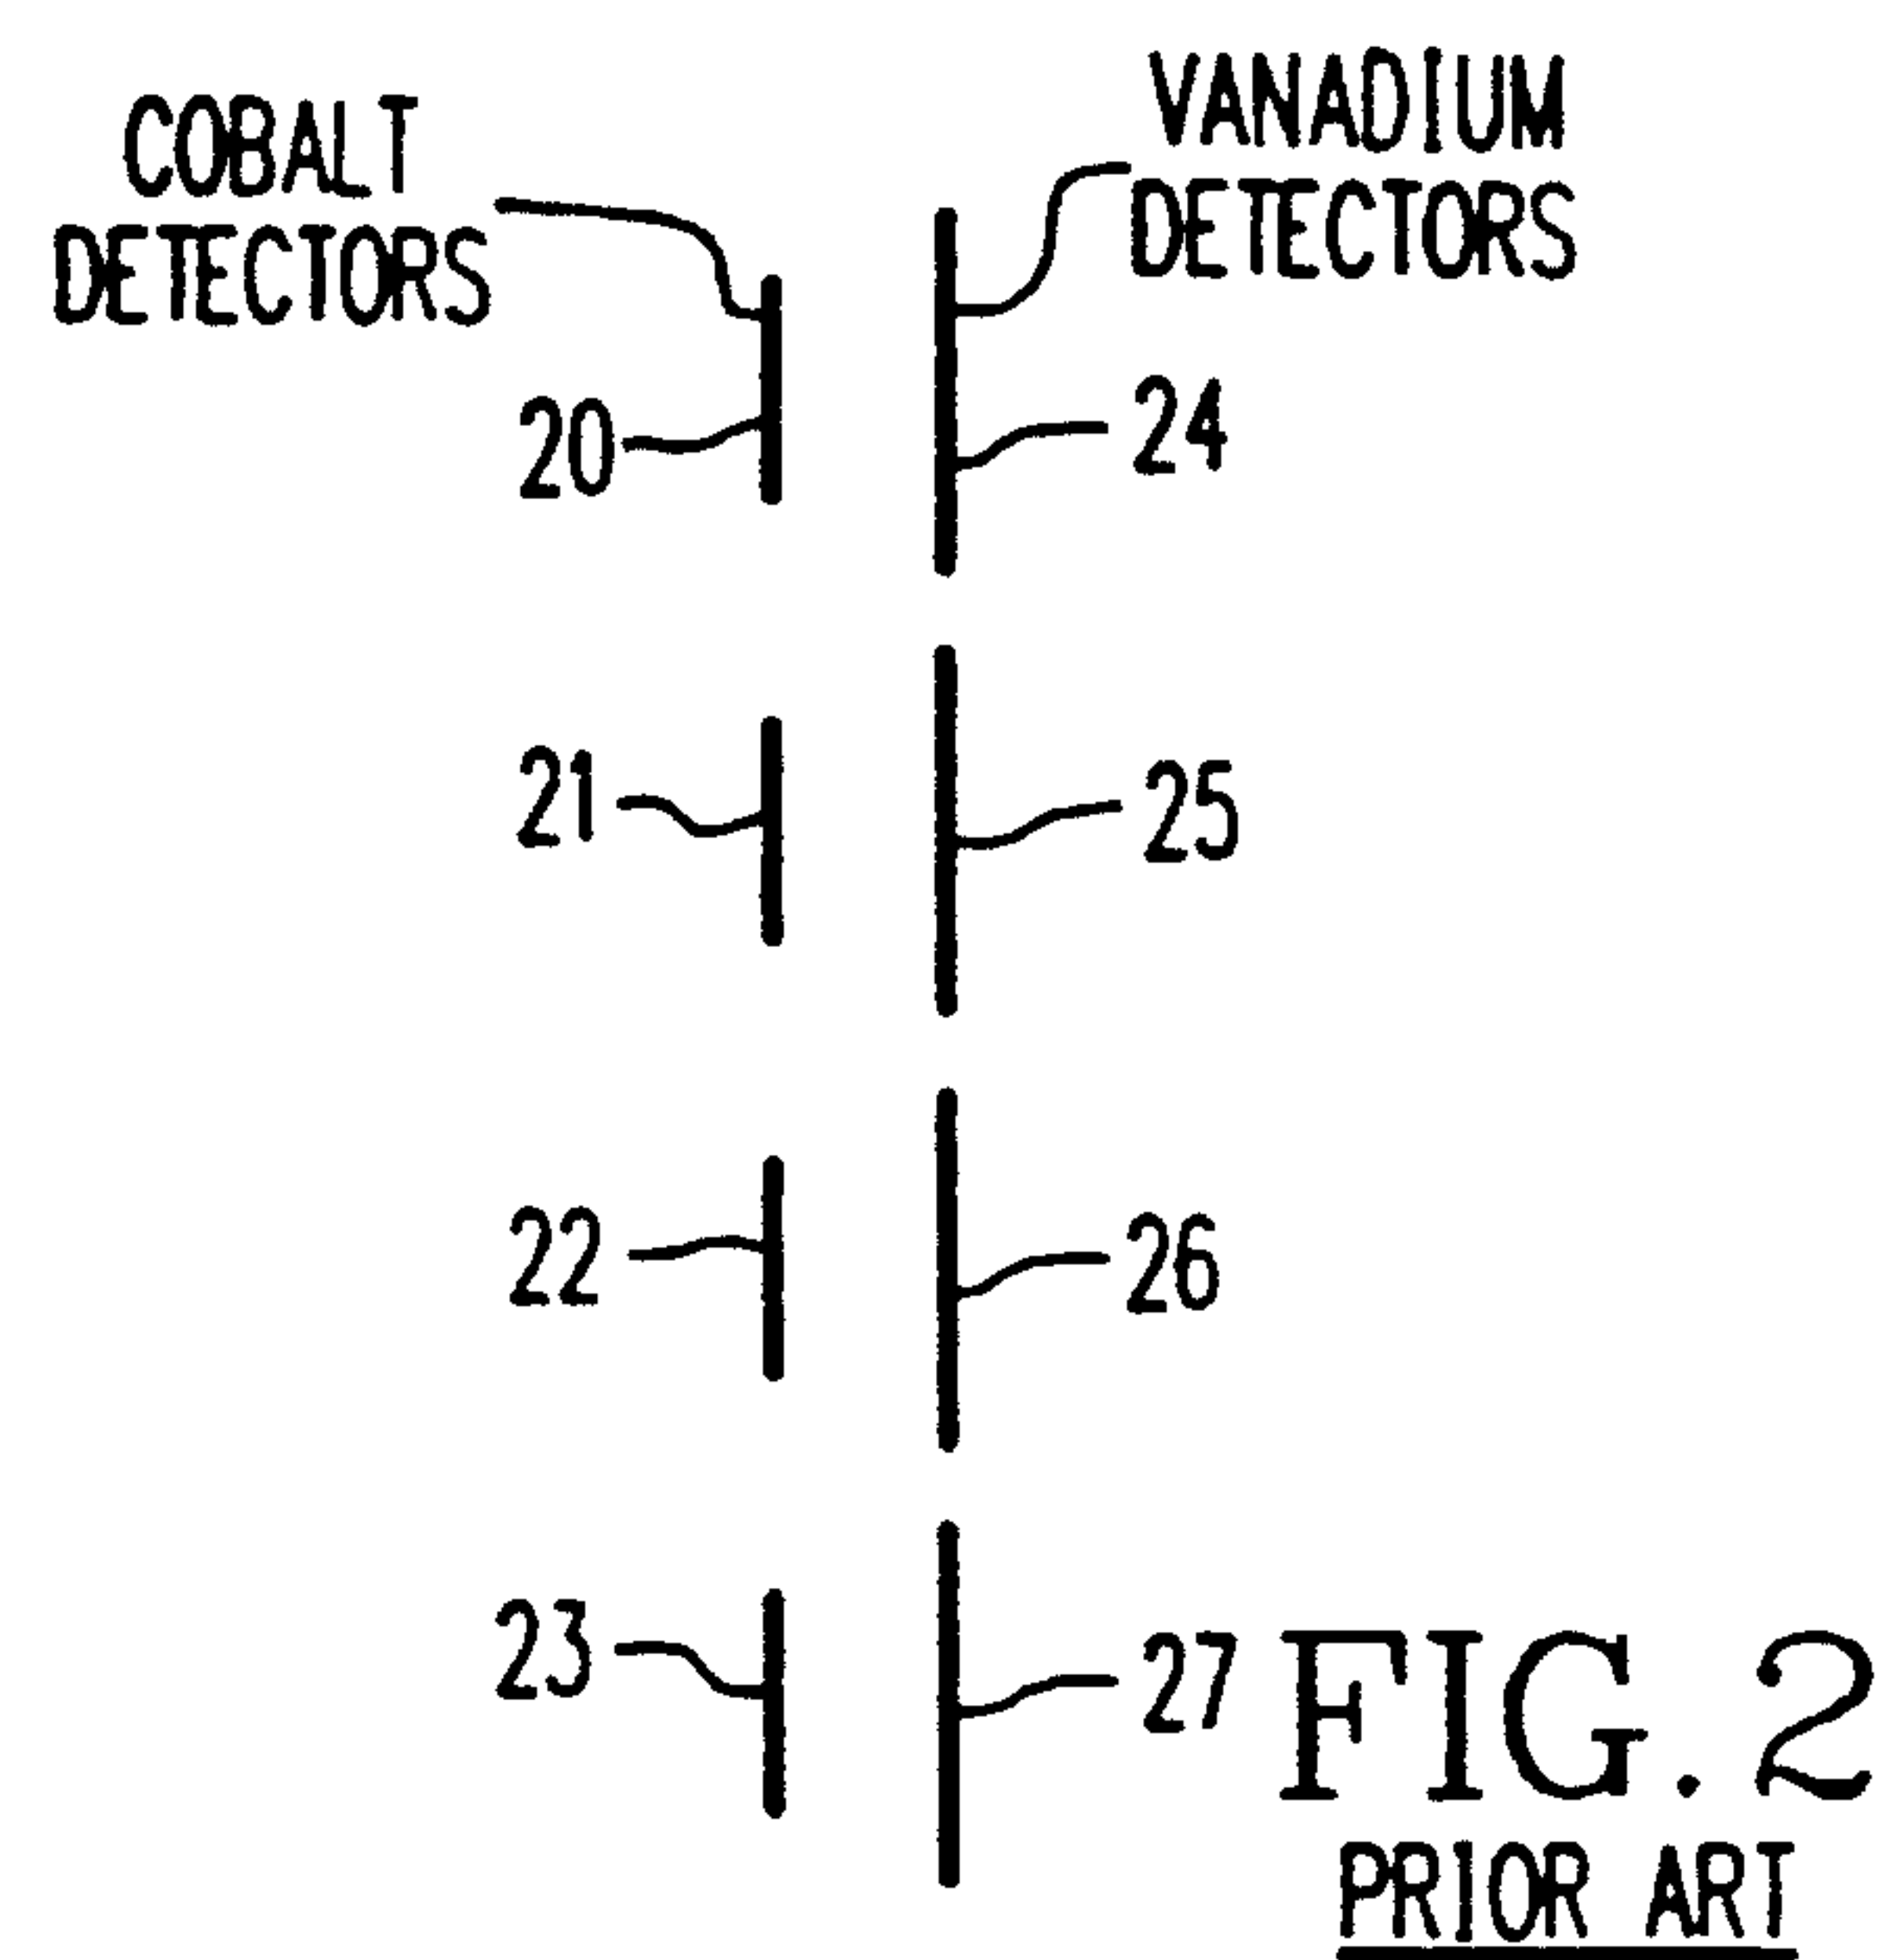 COBALT
DETECTORS
VANADIUM
DETECTORS
20
24
21
25
22
26
23
27
FIG. 2
PRIOR ART